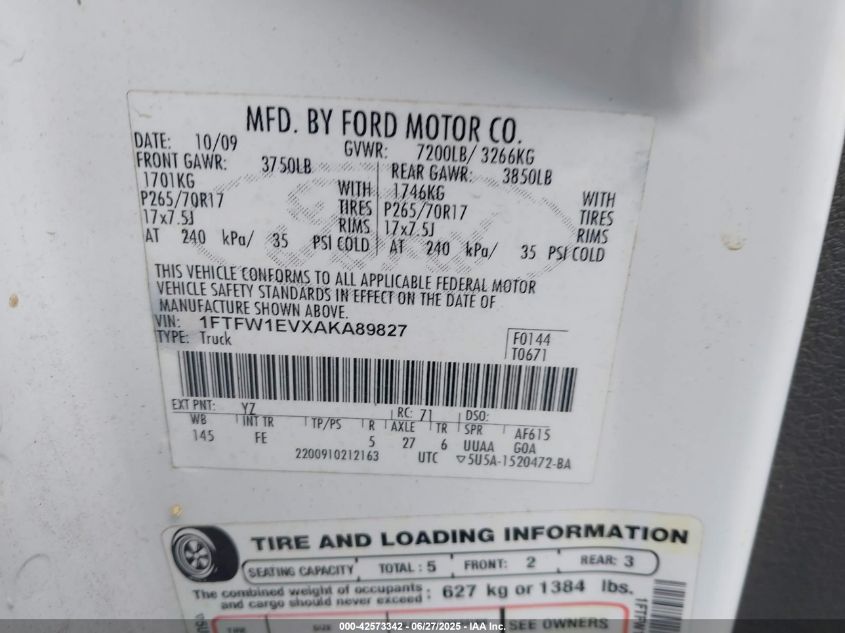 MFD. BY FORD MOTOR CO.
DATE: 10/09 GVWR: 7200LB/ 3266KG
FRONT GAWR: 3750LB REAR GAWR: 3850LB
1701KG WITH 1746KG WITH
P265/70R17 TIRES P265/70R17 TIRES
17x7.5J RIMS 17x7.5J RIMS
AT 240 kPa/ 35 PSI COLD AT 240 kPa/ 35 PSI COLD
THIS VEHICLE CONFORMS TO ALL APPLICABLE FEDERAL MOTOR
VEHICLE SAFETY STANDARDS IN EFFECT ON THE DATE OF
MANUFACTURE SHOWN ABOVE.
VIN: 1FTFW1EVXAKA89827
TYPE: Truck
F0144
T0671
EXT PNT: YZ RC: 71 DSO:
WB INT TR TP/PS R AXLE TR SPR AF615
145 FE 5 27 6 UUAA GOA
2200910212163 UTC ▽5U5A-1520472-BA
TIRE AND LOADING INFORMATION
SEATING CAPACITY TOTAL : 5 FRONT: 2 REAR: 3
The combined weight of occupants
and cargo should never exceed : 627 kg or 1384 lbs.
TIRE SIZE SEE OWNERS
1FTFW
000-42573342 / 06/27/2025 - IAA Inc.